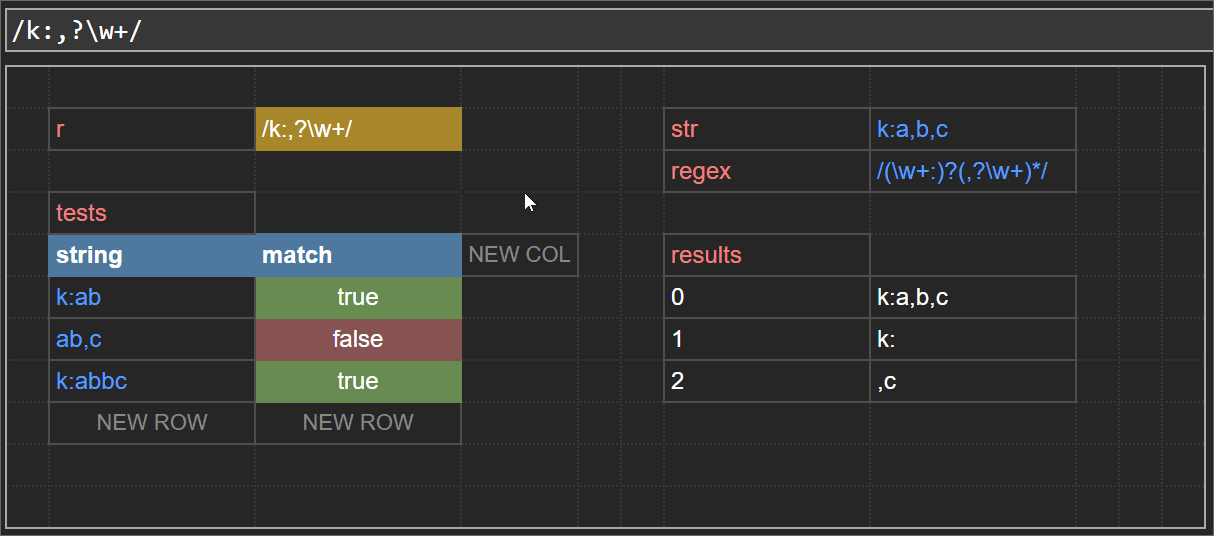 /k:,?\w+/
r /k:,?\w+/
str k:a,b,c
regex /(\w+:)?(,?\w+)*/
tests
string match NEW COL
results
k:ab true
0 k:a,b,c
ab,c false
1 k:
k:abbc true
2 ,c
NEW ROW NEW ROW